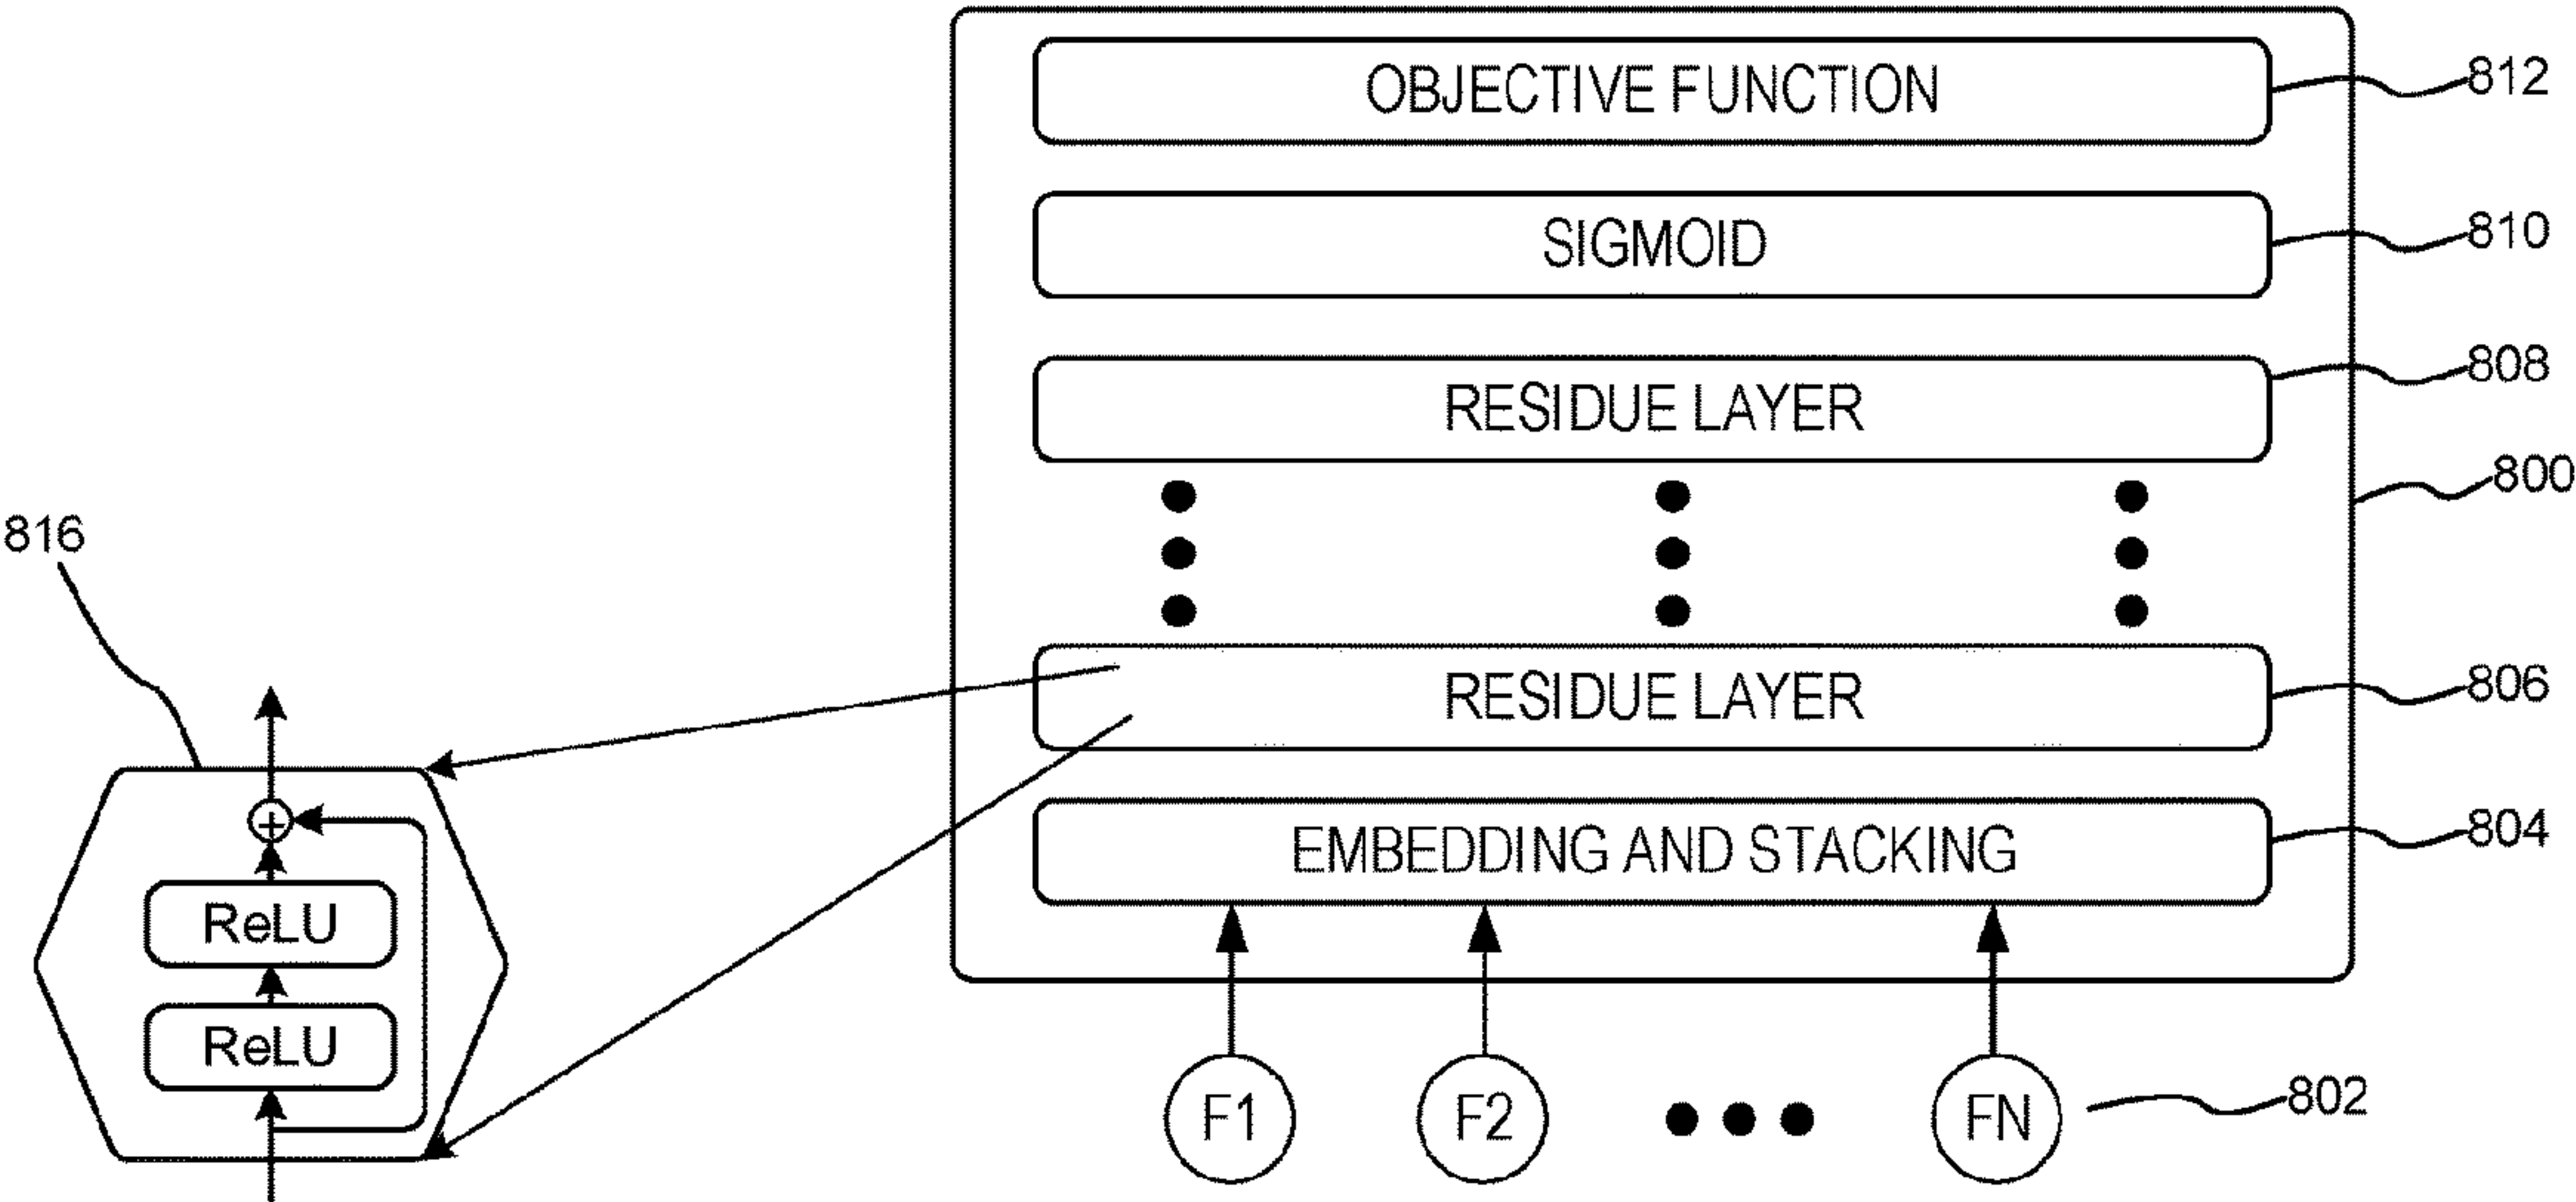 OBJECTIVE FUNCTION
812
SIGMOID
810
RESIDUE LAYER
808
800
816
RESIDUE LAYER
806
EMBEDDING AND STACKING
804
ReLU
ReLU
F1
F2
FN
802